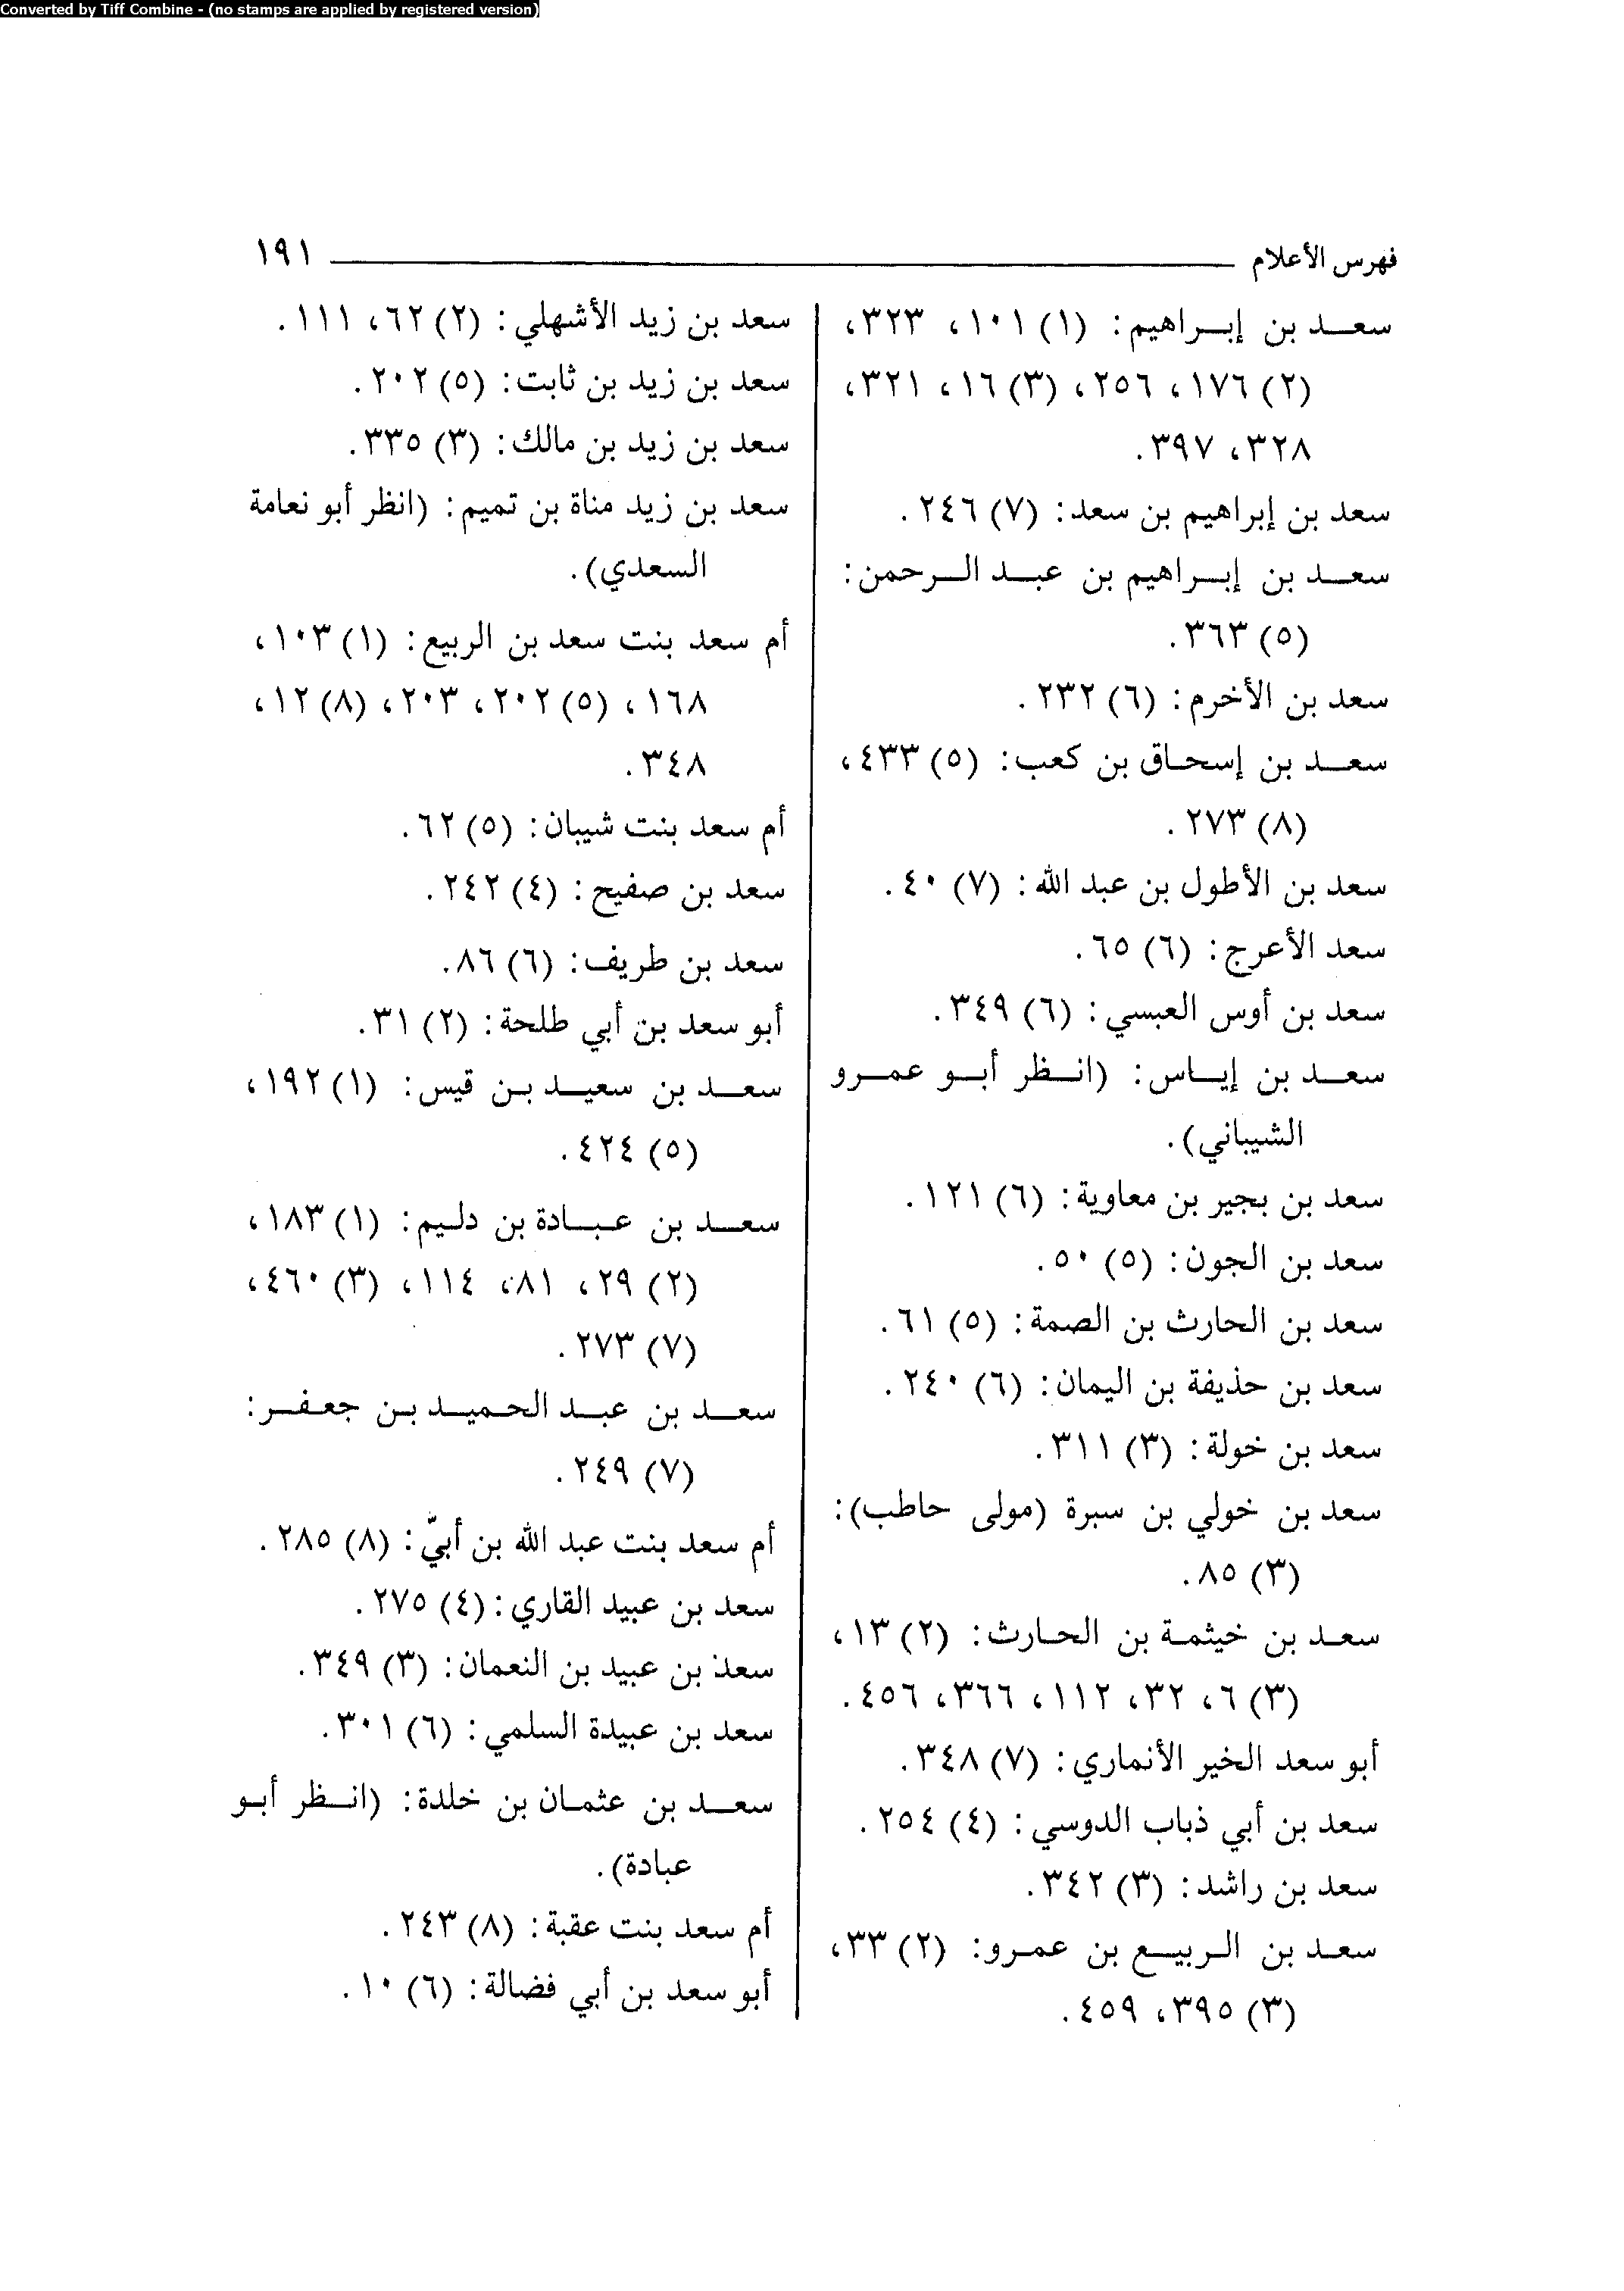 Converted by Tiff Combine - (no stamps are applied by registered version)
فهرس الأعلام ١٩١
سعد بن إبراهيم: (١) ١٠١، ٣٢٣،
(٢) ١٧٦، ٢٥٦، (٣) ١٦، ٣٢١،
٣٢٨، ٣٩٧.
سعد بن إبراهيم بن سعد: (٧) ٢٤٦.
سعد بن إبراهيم بن عبد الرحمن:
(٥) ٣٦٣.
سعد بن الأخرم: (٦) ٢٣٢.
سعد بن إسحاق بن كعب: (٥) ٤٣٣،
(٨) ٢٧٣.
سعد بن الأطول بن عبد الله: (٧) ٤٠.
سعد الأعرج: (٦) ٦٥.
سعد بن أوس العبسي: (٦) ٣٤٩.
سعد بن إياس: (انظر أبو عمرو
الشيباني).
سعد بن بجير بن معاوية: (٦) ١٢١.
سعد بن الجون: (٥) ٥٠.
سعد بن الحارث بن الصمة: (٥) ٦١.
سعد بن حذيفة بن اليمان: (٦) ٢٤٠.
سعد بن خولة: (٣) ٣١١.
سعد بن خولي بن سبرة (مولى حاطب):
(٣) ٨٥.
سعد بن خيثمة بن الحارث: (٢) ١٣،
(٣) ٦، ٣٢، ١١٢، ٣٦٦، ٤٥٦.
أبو سعد الخير الأنماري: (٧) ٣٤٨.
سعد بن أبي ذباب الدوسي: (٤) ٢٥٤.
سعد بن راشد: (٣) ٣٤٢.
سعد بن الربيع بن عمرو: (٢) ٣٣،
(٣) ٣٩٥، ٤٥٩.
سعد بن زيد الأشهلي: (٢) ٦٢، ١١١.
سعد بن زيد بن ثابت: (٥) ٢٠٢.
سعد بن زيد بن مالك: (٣) ٣٣٥.
سعد بن زيد مناة بن تميم: (انظر أبو نعامة
السعدي).
أم سعد بنت سعد بن الربيع: (١) ١٠٣،
١٦٨، (٥) ٢٠٢، ٢٠٣، (٨) ١٢،
٣٤٨.
أم سعد بنت شيبان: (٥) ٦٢.
سعد بن صفيح: (٤) ٢٤٢.
سعد بن طريف: (٦) ٨٦.
أبو سعد بن أبي طلحة: (٢) ٣١.
سعد بن سعيد بن قيس: (١) ١٩٢،
(٥) ٤٢٤.
سعد بن عبادة بن دليم: (١) ١٨٣،
(٢) ٢٩، ٨١، ١١٤، (٣) ٤٦٠،
(٧) ٢٧٣.
سعد بن عبد الحميد بن جعفر:
(٧) ٢٤٩.
أم سعد بنت عبد الله بن أبيّ: (٨) ٢٨٥.
سعد بن عبيد القاري: (٤) ٢٧٥.
سعد بن عبيد بن النعمان: (٣) ٣٤٩.
سعد بن عبيدة السلمي: (٦) ٣٠١.
سعد بن عثمان بن خلدة: (انظر أبو
عبادة).
أم سعد بنت عقبة: (٨) ٢٤٣.
أبو سعد بن أبي فضالة: (٦) ١٠.